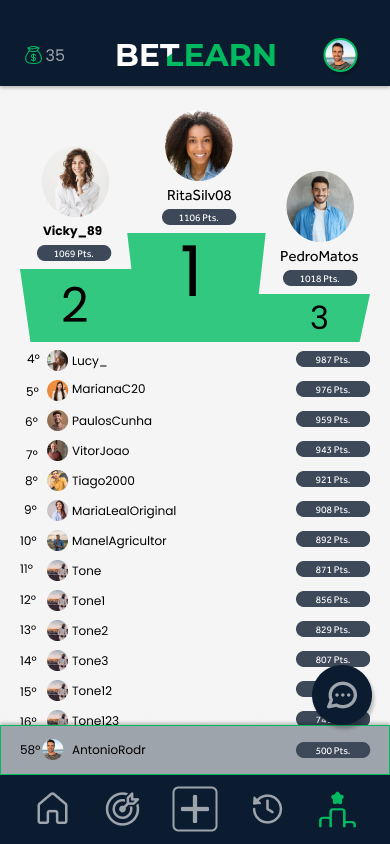 35
BETLEARN
RitaSilv08
1106 Pts.
Vicky_89
1069 Pts.
PedroMatos
1018 Pts.
1
2
3
4º Lucy_ 987 Pts.
5º MarianaC20 976 Pts.
6º PaulosCunha 959 Pts.
7º VitorJoao 943 Pts.
8º Tiago2000 921 Pts.
9º MariaLealOriginal 908 Pts.
10º ManelAgricultor 892 Pts.
11º Tone 871 Pts.
12º Tone1 856 Pts.
13º Tone2 829 Pts.
14º Tone3 807 Pts.
15º Tone12
16º Tone123
58º AntonioRodr 500 Pts.